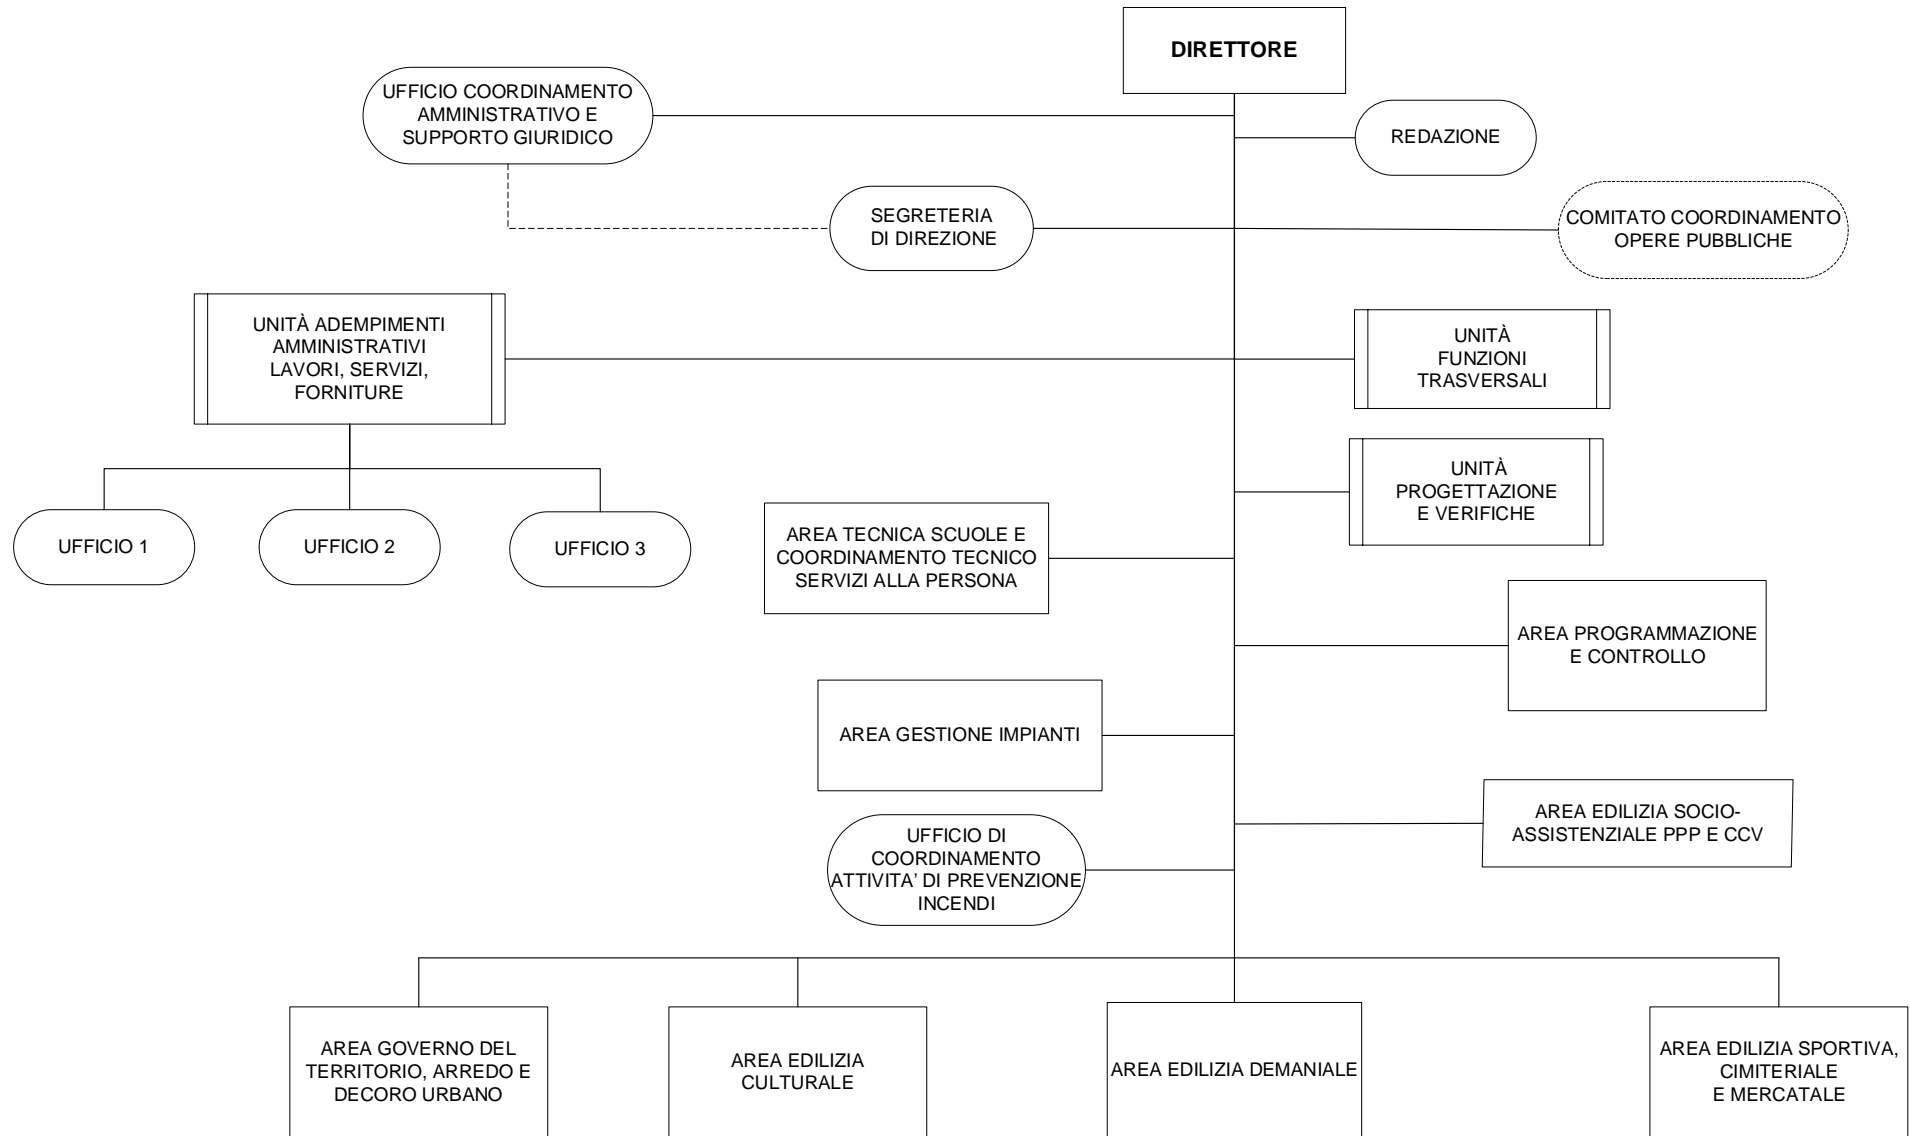 DIRETTORE
UFFICIO COORDINAMENTO
AMMINISTRATIVO E
SUPPORTO GIURIDICO
REDAZIONE
SEGRETERIA
DI DIREZIONE
COMITATO COORDINAMENTO
OPERE PUBBLICHE
UNITÀ ADEMPIMENTI
AMMINISTRATIVI
LAVORI, SERVIZI,
FORNITURE
UNITÀ
FUNZIONI
TRASVERSALI
UNITÀ
PROGETTAZIONE
E VERIFICHE
UFFICIO 1
UFFICIO 2
UFFICIO 3
AREA TECNICA SCUOLE E
COORDINAMENTO TECNICO
SERVIZI ALLA PERSONA
AREA PROGRAMMAZIONE
E CONTROLLO
AREA GESTIONE IMPIANTI
AREA EDILIZIA SOCIO-
ASSISTENZIALE PPP E CCV
UFFICIO DI
COORDINAMENTO
ATTIVITA’ DI PREVENZIONE
INCENDI
AREA GOVERNO DEL
TERRITORIO, ARREDO E
DECORO URBANO
AREA EDILIZIA
CULTURALE
AREA EDILIZIA DEMANIALE
AREA EDILIZIA SPORTIVA,
CIMITERIALE
E MERCATALE